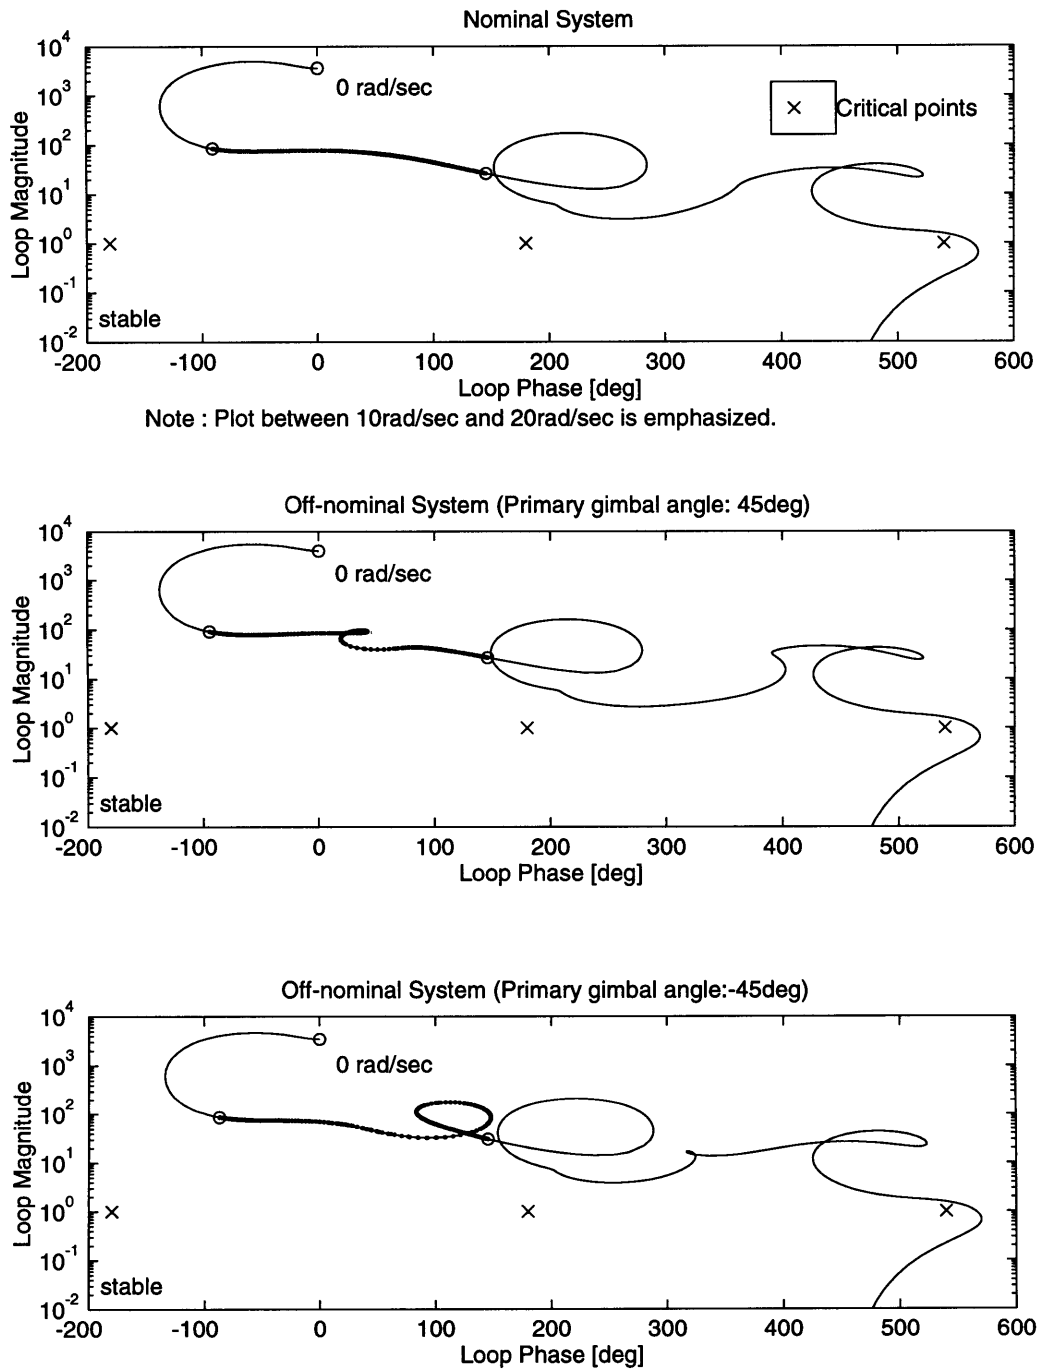 Nominal System
10^4
10^3
10^2
10^1
10^0
10^-1
10^-2
Loop Magnitude
0 rad/sec
× Critical points
stable
-200 -100 0 100 200 300 400 500 600
Loop Phase [deg]
Note : Plot between 10rad/sec and 20rad/sec is emphasized.
Off-nominal System (Primary gimbal angle: 45deg)
10^4
10^3
10^2
10^1
10^0
10^-1
10^-2
Loop Magnitude
0 rad/sec
stable
-200 -100 0 100 200 300 400 500 600
Loop Phase [deg]
Off-nominal System (Primary gimbal angle:-45deg)
10^4
10^3
10^2
10^1
10^0
10^-1
10^-2
Loop Magnitude
0 rad/sec
stable
-200 -100 0 100 200 300 400 500 600
Loop Phase [deg]